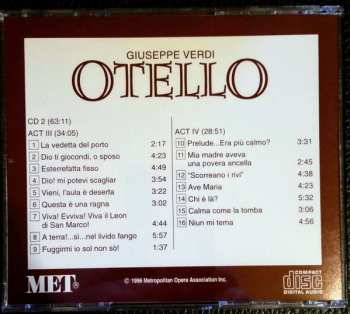 GIUSEPPE VERDI
OTELLO
CD 2 (63:11)
ACT III (34:05)
1 La vedetta del porto 2:17
2 Dio ti giocondi, o sposo 4:23
3 Esterrefatta fisso 4:49
4 Dio! mi potevi scagliar 3:54
5 Vieni, l'aula è deserta 3:22
6 Questa è una ragna 3:02
7 Viva! Evviva! Viva il Leon
di San Marco! 1:09
8 A terra!...sì...nel livido fango 5:57
9 Fuggirmi io sol non sò! 1:37
ACT IV (28:51)
10 Prelude...Era più calmo? 3:31
11 Mia madre aveva
una povera ancella 2:45
12 "Scorreano i rivi" 4:38
13 Ave Maria 4:23
14 Chi è là? 5:32
15 Calma come la tomba 3:06
16 Niun mi tema 4:56
MET®
© 1996 Metropolitan Opera Association Inc.
COMPACT
disc
DIGITAL AUDIO